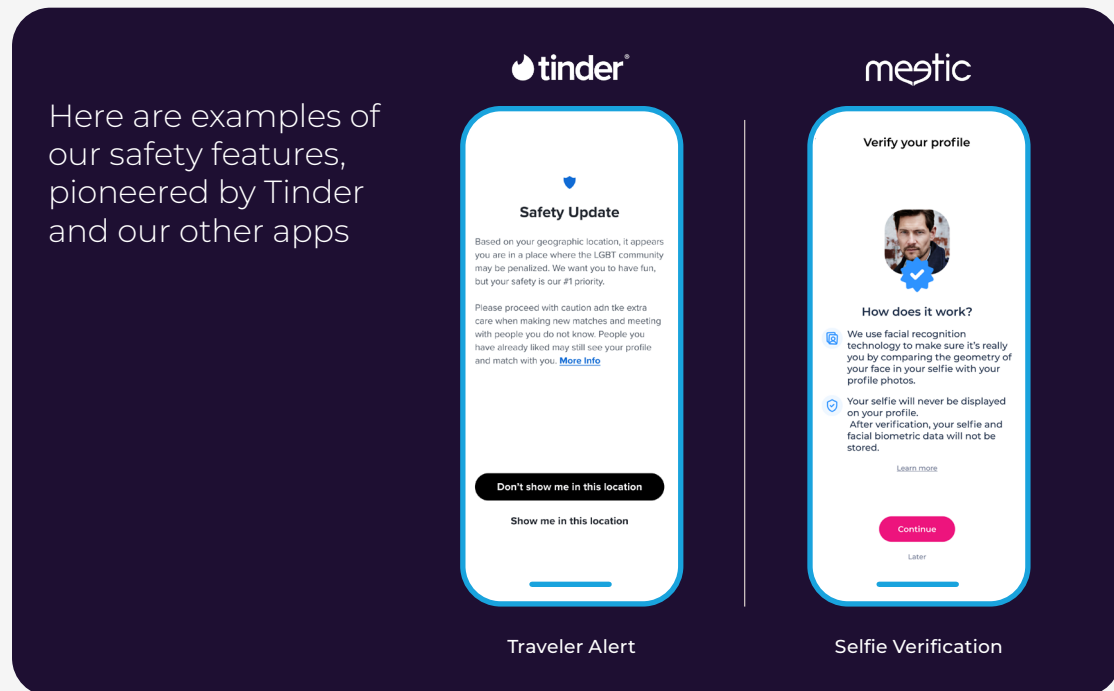 Here are examples of
our safety features,
pioneered by Tinder
and our other apps
tinder®
Safety Update
Based on your geographic location, it appears
you are in a place where the LGBT community
may be penalized. We want you to have fun,
but your safety is our #1 priority.
Please proceed with caution adn tke extra
care when making new matches and meeting
with people you do not know. People you
have already liked may still see your profile
and match with you. More Info
Don't show me in this location
Show me in this location
Traveler Alert
meetic
Verify your profile
How does it work?
We use facial recognition
technology to make sure it's really
you by comparing the geometry of
your face in your selfie with your
profile photos.
Your selfie will never be displayed
on your profile.
After verification, your selfie and
facial biometric data will not be
stored.
Learn more
Continue
Later
Selfie Verification